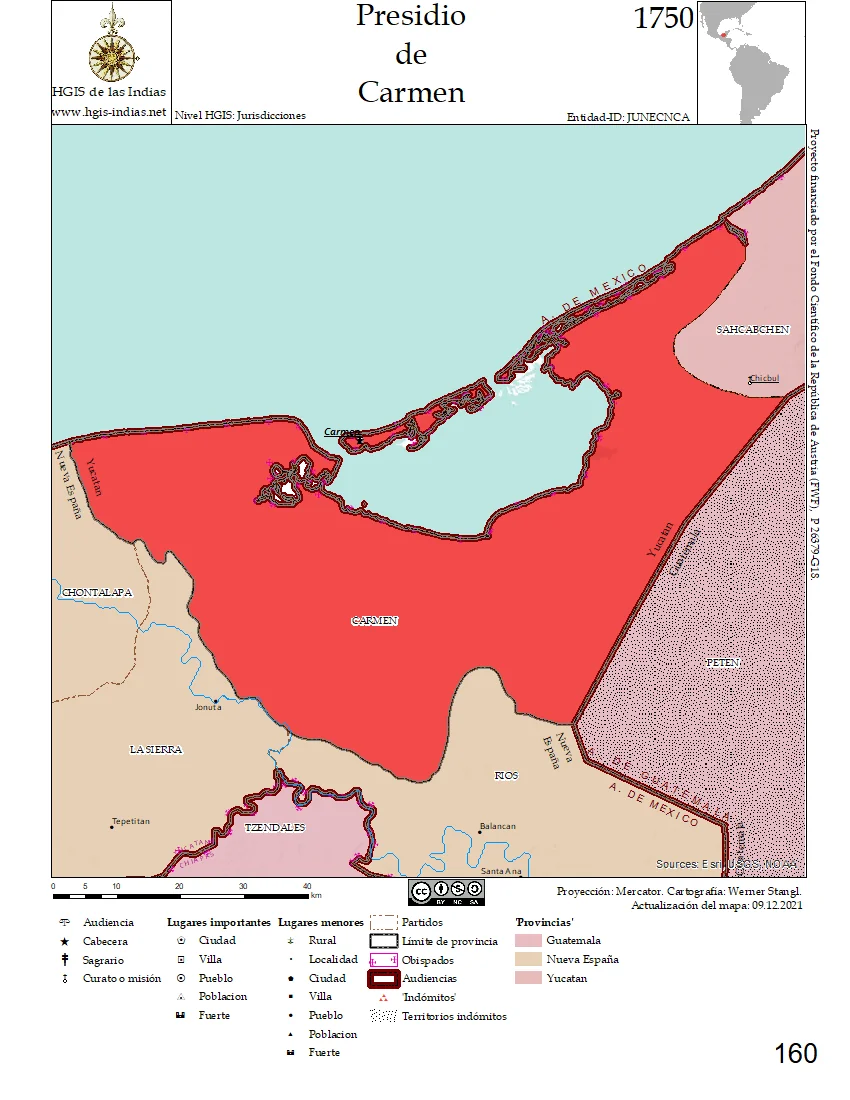 Presidio
de
Carmen
1750
HGIS de las Indias
www.hgis-indias.net
Nivel HGIS: Jurisdicciones
Entidad-ID: JUNECNCA
Proyecto financiado por el Fondo Científico de la República de Austria (FWF), P 26379-G18.
A. DE MEXICO
SAHCABCHEN
Chicbul
Carmen
Yucatan
Nueva España
Yucatan
Guatemala
CHONTALAPA
CARMEN
PETEN
Jonuta
LA SIERRA
Nueva
España
RIOS
A. DE GUATEMALA
A. DE MEXICO
Tepetitan
TZENDALES
YUCATAN
CHIAPAS
Balancan
Santa Ana
Sources: Esri, USGS, NOAA
0 5 10 20 30 40
km
CC BY NC SA
Proyección: Mercator. Cartografía: Werner Stangl.
Actualización del mapa: 09.12.2021
Audiencia
Cabecera
Sagrario
Curato o misión
Lugares importantes
Ciudad
Villa
Pueblo
Poblacion
Fuerte
Lugares menores
Rural
Localidad
Ciudad
Villa
Pueblo
Poblacion
Fuerte
Partidos
Límite de provincia
Obispados
Audiencias
'Indómitos'
Territorios indómitos
'Provincias'
Guatemala
Nueva España
Yucatan
160